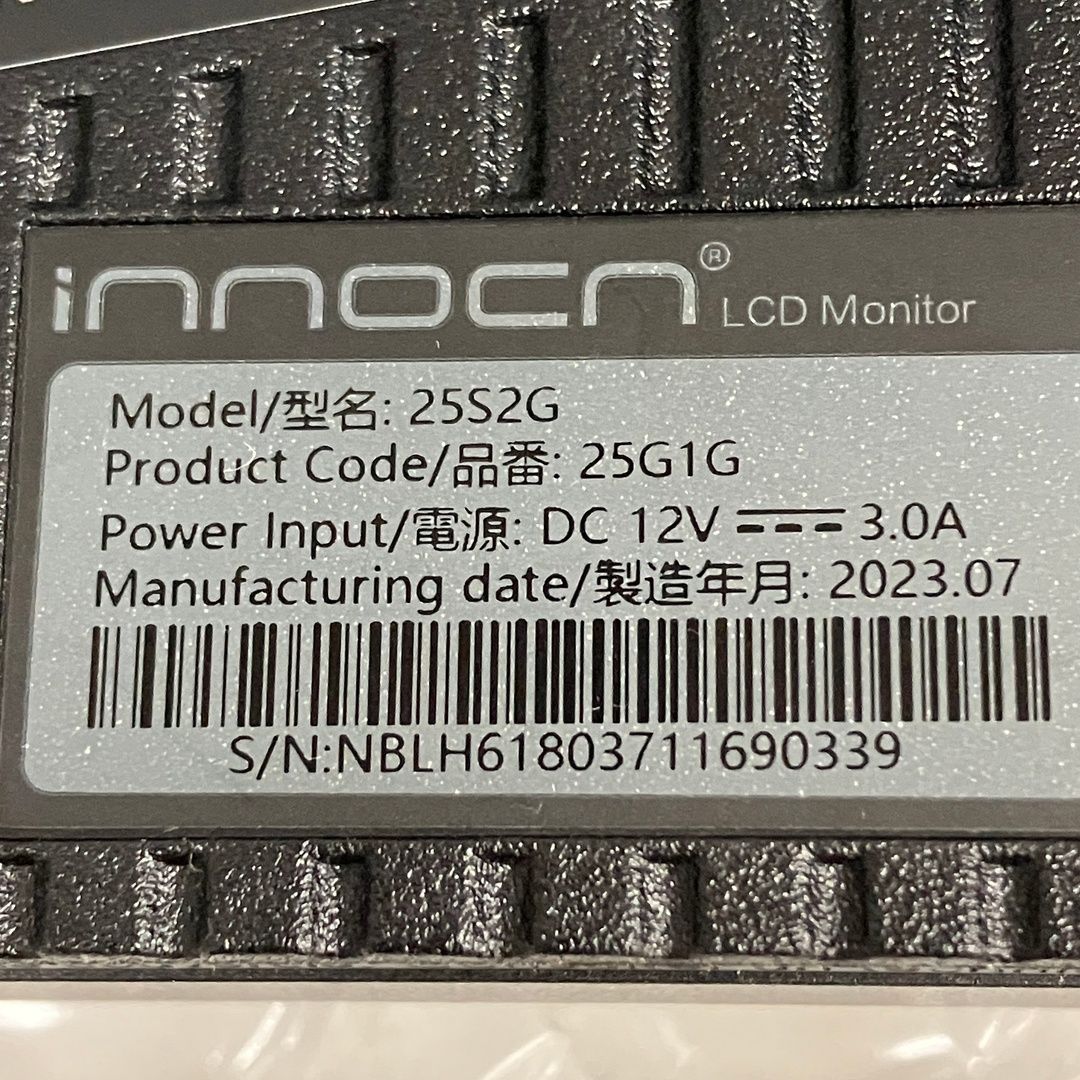 innocn® LCD Monitor
Model/型名: 25S2G
Product Code/品番: 25G1G
Power Input/電源: DC 12V ⎓ 3.0A
Manufacturing date/製造年月: 2023.07
S/N:NBLH61803711690339